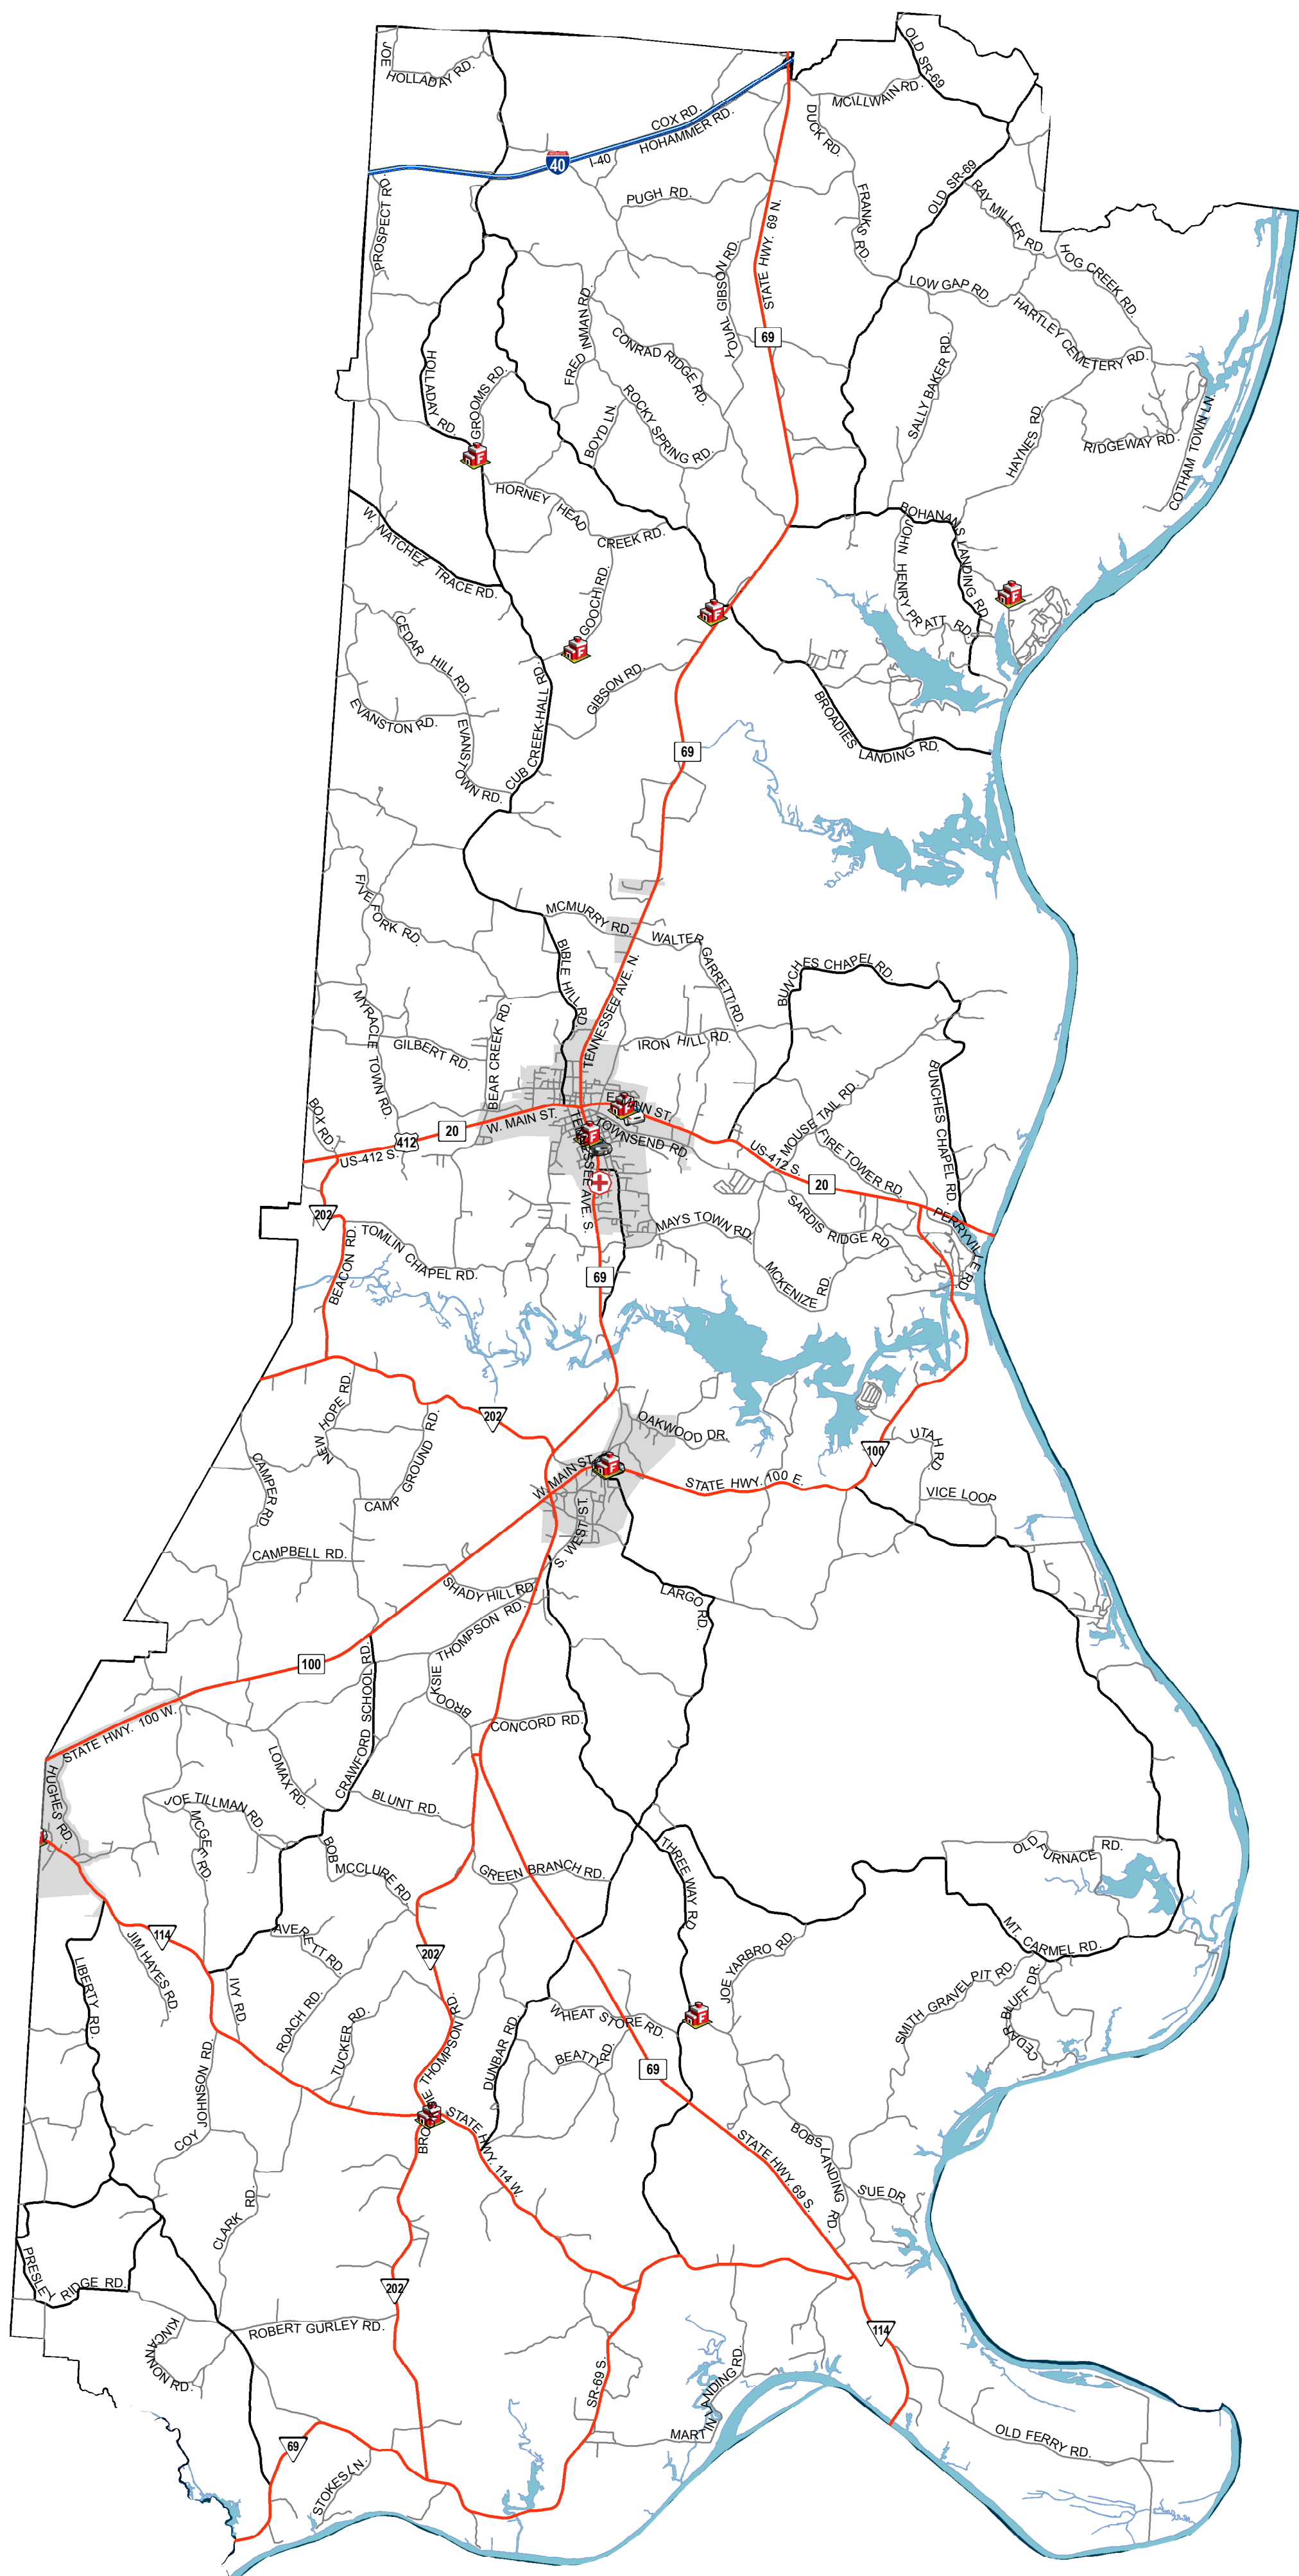 JOE
HOLLADAY RD.
OLD SR-69
MCILLWAIN RD.
COX RD.
HOHAMMER RD.
I-40
40
DUCK RD.
PROSPECT RD.
PUGH RD.
FRANKS RD.
OLD SR-69
RAY MILLER RD.
HOG CREEK RD.
STATE HWY. 69 N.
YOUAL GIBSON RD.
LOW GAP RD.
HARTLEY CEMETERY RD.
FRED INMAN RD.
CONRAD RIDGE RD.
69
SALLY BAKER RD.
HOLLADAY RD.
GROOMS RD.
ROCKY SPRING RD.
BOYD LN.
HAYNES RD
RIDGEWAY RD.
COTHAM TOWN LN.
F
HORNEY HEAD
CREEK RD.
W. NATCHEZ TRACE RD.
BOHANANS LANDING RD
JOHN HENRY PRATT RD.
GOOCH RD.
F
F
F
CEDAR HILL RD.
GIBSON RD.
EVANSTON RD.
EVANSTOWN RD.
CUB CREEK-HALL RD.
BROADIES LANDING RD.
69
FIVE FORK RD.
MCMURRY RD.
WALTER GARRETT RD.
BIBLE HILL RD.
TENNESSEE AVE. N.
BUNCHES CHAPEL RD.
MYRACLE TOWN RD.
GILBERT RD.
BEAR CREEK RD.
IRON HILL RD.
BUNCHES CHAPEL RD.
BOX RD.
US-412 S.
412
20
W. MAIN ST.
E. MAIN ST.
F
F
TOWNSEND RD.
MOUSE TAIL RD.
FIRE TOWER RD.
US-412 S.
20
TENNESSEE AVE. S.
SARDIS RIDGE RD.
PERRYVILLE RD
202
BEACON RD.
TOMLIN CHAPEL RD.
MAYS TOWN RD.
MCKENIZE RD.
69
NEW HOPE RD.
CAMP GROUND RD.
202
OAKWOOD DR.
CAMPER RD
W. MAIN ST.
F
STATE HWY. 100 E.
100
UTAH RD
VICE LOOP
CAMPBELL RD.
S. WEST ST.
SHADY HILL RD.
LARGO RD.
THOMPSON RD.
BROOKSIE
100
STATE HWY. 100 W.
CRAWFORD SCHOOL RD.
CONCORD RD.
LOMAX RD.
HUGHES RD.
JOE TILLMAN RD.
MCGEE RD.
BLUNT RD.
BOB MCCLURE RD.
GREEN BRANCH RD.
THREE WAY RD
OLD FURNACE RD.
114
JIM HAYES RD.
AVERETT RD.
202
MT. CARMEL RD.
LIBERTY RD.
IVY RD.
ROACH RD.
TUCKER RD.
JOE YARBRO RD.
SMITH GRAVEL PIT RD.
CEDAR BLUFF DR.
WHEAT STORE RD.
F
DUNBAR RD
BEATTY RD
69
COY JOHNSON RD.
BROOKSIE THOMPSON RD.
F
STATE HWY. 114 W.
STATE HWY. 69 S.
BOBS LANDING RD.
SUE DR
CLARK RD.
PRESLEY RIDGE RD.
202
KINCANNON RD.
ROBERT GURLEY RD.
114
SR-69 S.
MARTIN LANDING RD.
OLD FERRY RD.
69
STOKES LN.